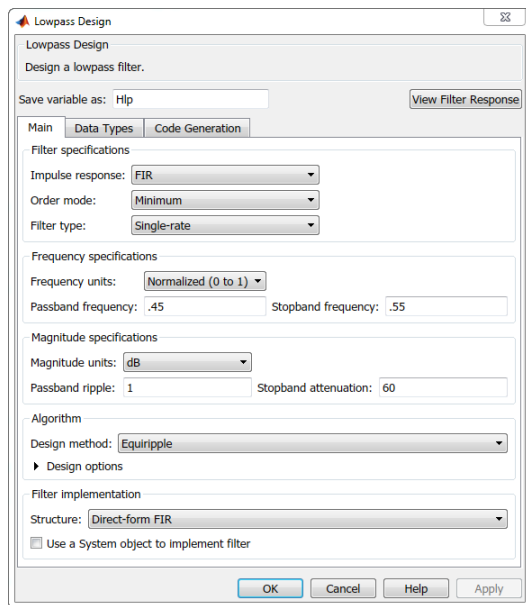 Lowpass Design
Lowpass Design
Design a lowpass filter.
Save variable as: Hlp View Filter Response
Main Data Types Code Generation
Filter specifications
Impulse response: FIR
Order mode: Minimum
Filter type: Single-rate
Frequency specifications
Frequency units: Normalized (0 to 1)
Passband frequency: .45 Stopband frequency: .55
Magnitude specifications
Magnitude units: dB
Passband ripple: 1 Stopband attenuation: 60
Algorithm
Design method: Equiripple
Design options
Filter implementation
Structure: Direct-form FIR
Use a System object to implement filter
OK Cancel Help Apply